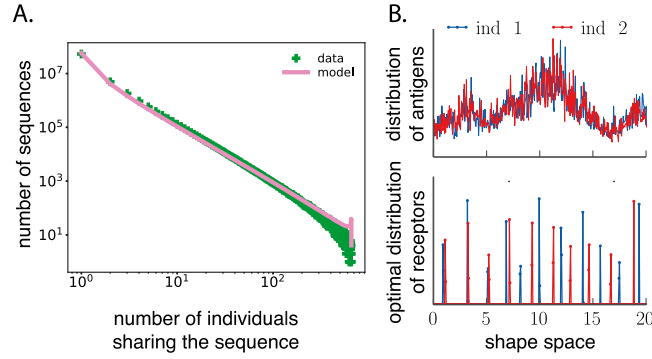 A.
data
model
number of sequences
10^7
10^5
10^3
10^1
10^0
10^1
10^2
number of individuals
sharing the sequence
B.
ind 1
ind 2
distribution
of antigens
optimal distribution
of receptors
0
5
10
15
20
shape space